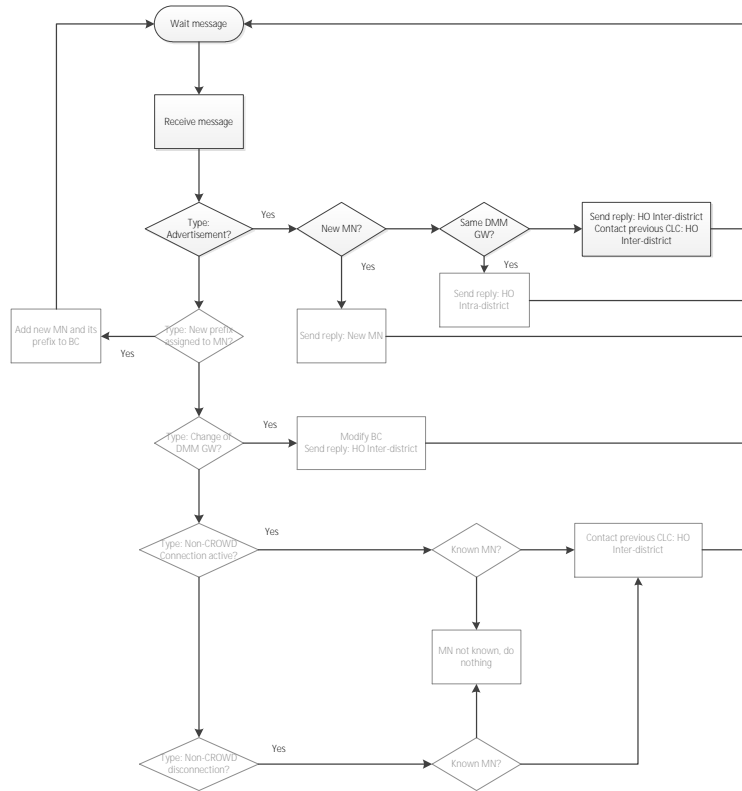 Wait message
Receive message
Type:
Advertisement?
Yes
New MN?
Same DMM
GW?
Send reply: HO Inter-district
Contact previous CLC: HO
Inter-district
Yes
Yes
Send reply: HO
Intra-district
Add new MN and its
prefix to BC
Yes
Type: New prefix
assigned to MN?
Send reply: New MN
Type: Change of
DMM GW?
Yes
Modify BC
Send reply: HO Inter-district
Type: Non-CROWD
Connection active?
Yes
Known MN?
Contact previous CLC: HO
Inter-district
MN not known, do
nothing
Type: Non-CROWD
disconnection?
Yes
Known MN?